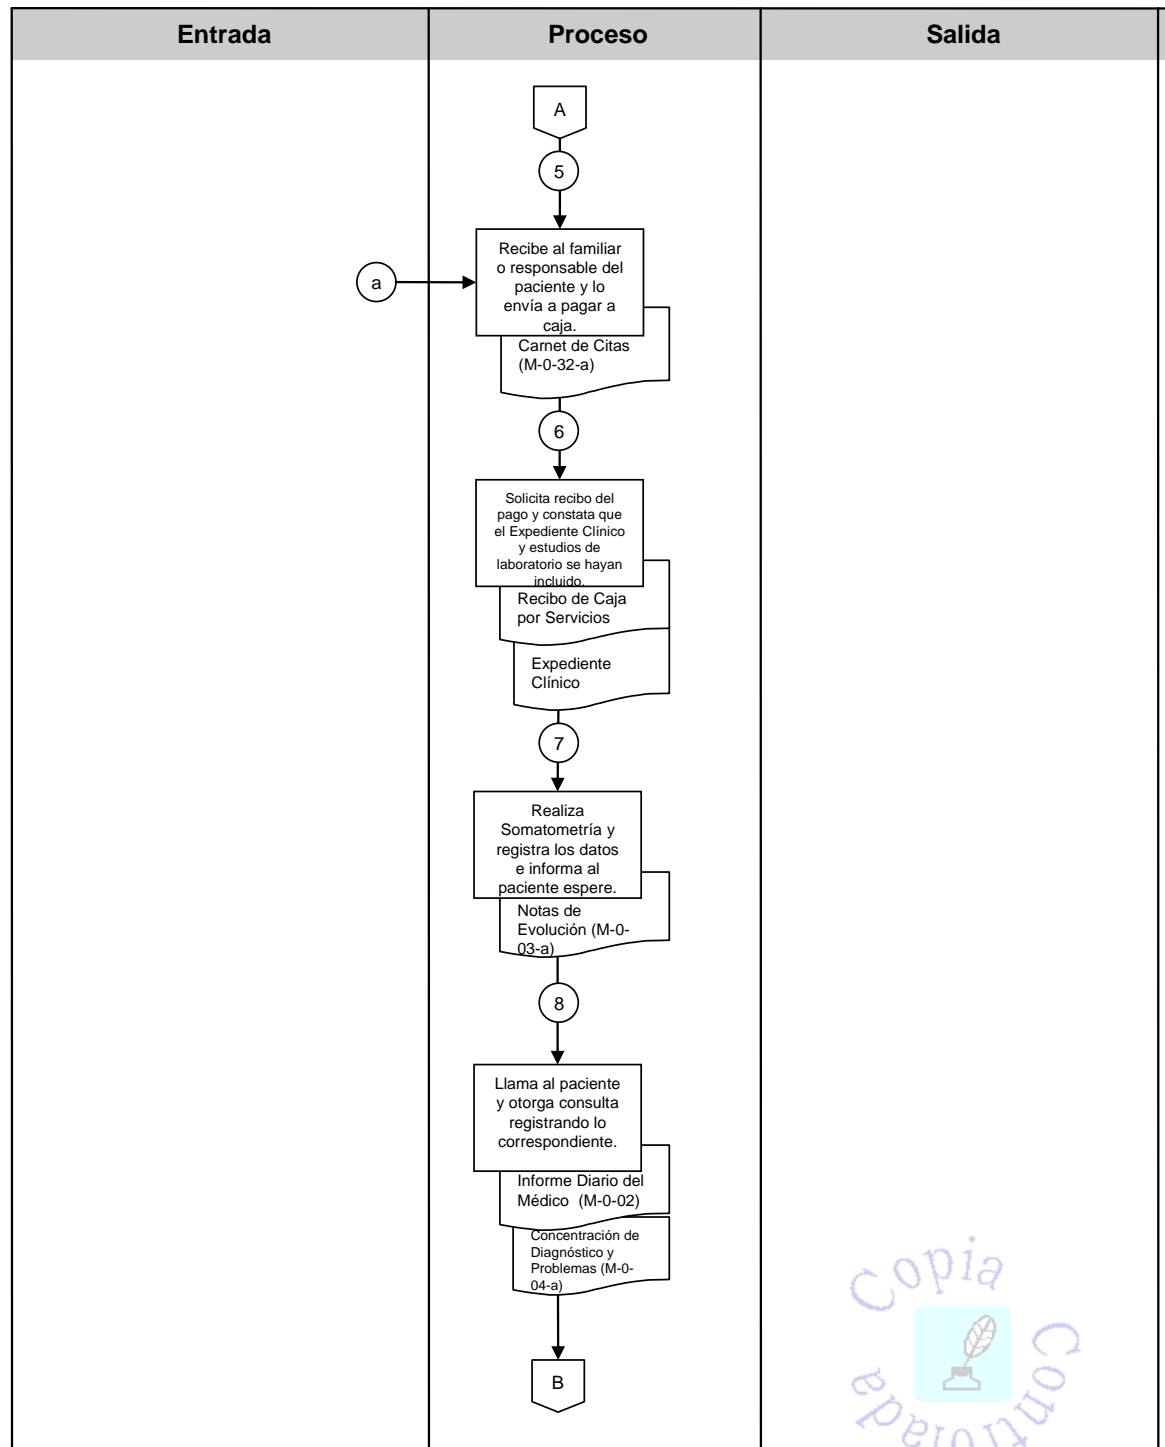 Entrada
Proceso
Salida
A
5
Recibe al familiar
o responsable del
paciente y lo
envía a pagar a
caja.
a
Carnet de Citas
(M-0-32-a)
6
Solicita recibo del
pago y constata que
el Expediente Clínico
y estudios de
laboratorio se hayan
incluido.
Recibo de Caja
por Servicios
Expediente
Clínico
7
Realiza
Somatometría y
registra los datos
e informa al
paciente espere.
Notas de
Evolución (M-0-
03-a)
8
Llama al paciente
y otorga consulta
registrando lo
correspondiente.
Informe Diario del
Médico  (M-0-02)
Concentración de
Diagnóstico y
Problemas (M-0-
04-a)
B
Copia
Controlada